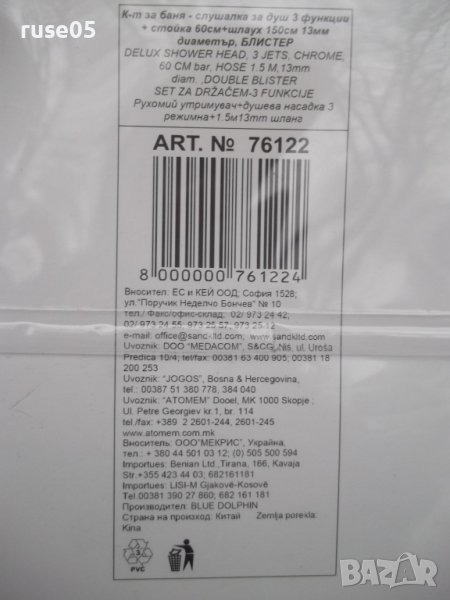 ruse05
К-т за баня - слушалка за душ 3 функции
+ стойка 60см+шлаух 150см 13мм
диаметър, БЛИСТЕР
DELUX SHOWER HEAD, 3 JETS, CHROME,
60 CM bar, HOSE 1.5 M,13mm
diam. ,DOUBLE BLISTER
SET ZA DRŽAČEM-3 FUNKCIJE
Рухомий утримувач+душева насадка 3
режимна+1.5м13mm шланг
ART. № 76122
8 000000 761224
Вносител: ЕС и КЕЙ ООД; София 1528;
ул."Поручик Неделчо Бончев" № 10
тел./ Факс/офис-склад: 02/ 973 24 42;
02/ 973 24 55; 973 25 57; 973 25 12
e-mail: office@sand-ltd.com; www.sandkltd.com
Uvoznik: DOO "MEDACOM", S&CG,Niš, ul. Uroša
Predica 10/4; tel/fax: 00381 63 400 905; 00381 18
200 253
Uvoznik: "JOGOS", Bosna & Hercegovina,
tel.: 00387 51 380 778, 384 040
Uvoznik: "ATOMEM" Dooel, MK 1000 Skopje ;
Ul. Petre Georgiev kr.1, br. 114
tel./fax: +389 2 2601-244, 2601-245
www.atomem.com.mk
Вноситель: ООО"МЕКРИС", Україна,
тел.: + 380 44 501 03 12; (0) 505 500 594
Importues: Benian Ltd.,Tirana, 166, Kavaja
Str.+355 423 44 03; 682161181
Importues: LISI-M Gjakovë-Kosovë
Tel.00381 390 27 860; 682 161 181
Производител: BLUE DOLPHIN
Страна на произход: Китай Zemlja porekla:
Kina
3
PVC
BAZAR